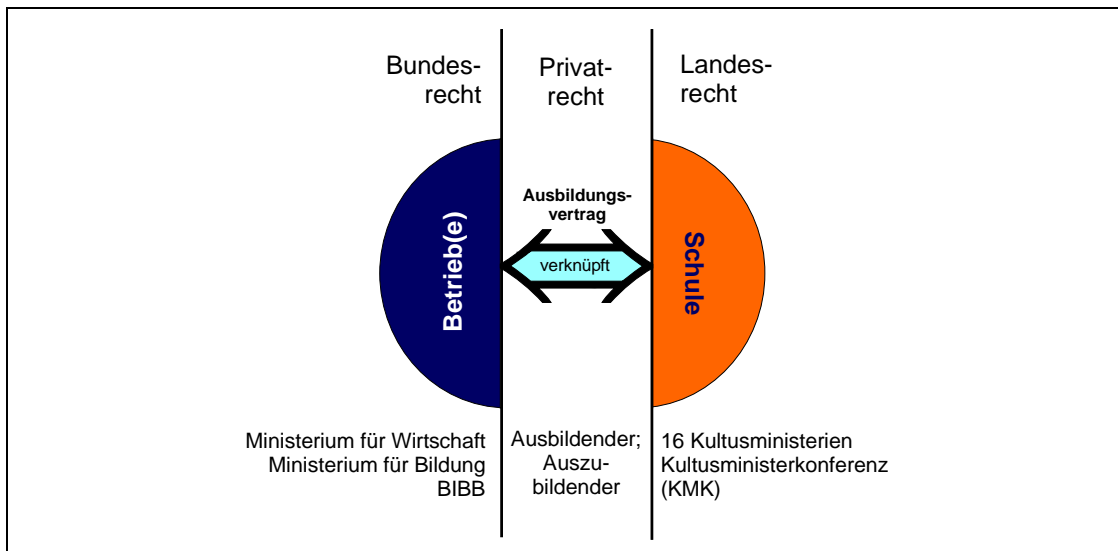 Bundes-
recht
Privat-
recht
Landes-
recht
Betrieb(e)
Ausbildungs-
vertrag
verknüpft
Schule
Ministerium für Wirtschaft
Ministerium für Bildung
BIBB
Ausbildender;
Auszu-
bildender
16 Kultusministerien
Kultusministerkonferenz
(KMK)